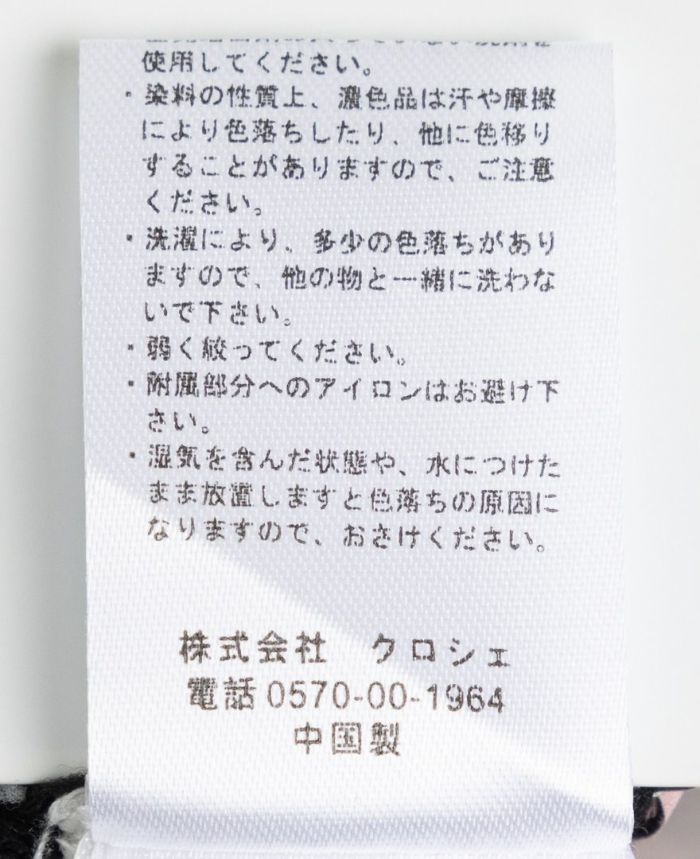 使用してください。
・染料の性質上、濃色品は汗や摩擦
により色落ちしたり、他に色移り
することがありますので、ご注意
ください。
・洗濯により、多少の色落ちがあり
ますので、他の物と一緒に洗わな
いで下さい。
・弱く絞ってください。
・附属部分へのアイロンはお避け下
さい。
・湿気を含んだ状態や、水につけた
まま放置しますと色落ちの原因に
なりますので、おさけください。
株式会社 クロシェ
電話0570-00-1964
中国製